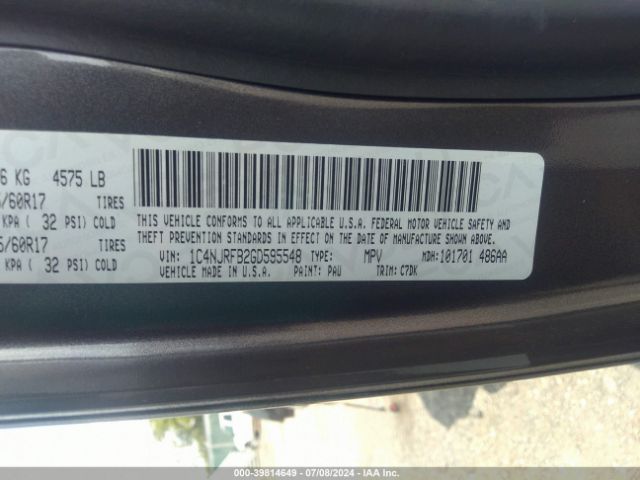 6 KG 4575 LB
/60R17 TIRES
KPA ( 32 PSI) COLD
/60R17 TIRES
KPA ( 32 PSI) COLD
THIS VEHICLE CONFORMS TO ALL APPLICABLE U.S.A. FEDERAL MOTOR VEHICLE SAFETY AND
THEFT PREVENTION STANDARDS IN EFFECT ON THE DATE OF MANUFACTURE SHOWN ABOVE.
VIN: 1C4NJRFB2GD595548 TYPE: MPV MDH:101701 486AA
VEHICLE MADE IN U.S.A. PAINT: PAU TRIM: C7DK
OWNER: 39814649 - 07/08/2024 - IAA Inc.